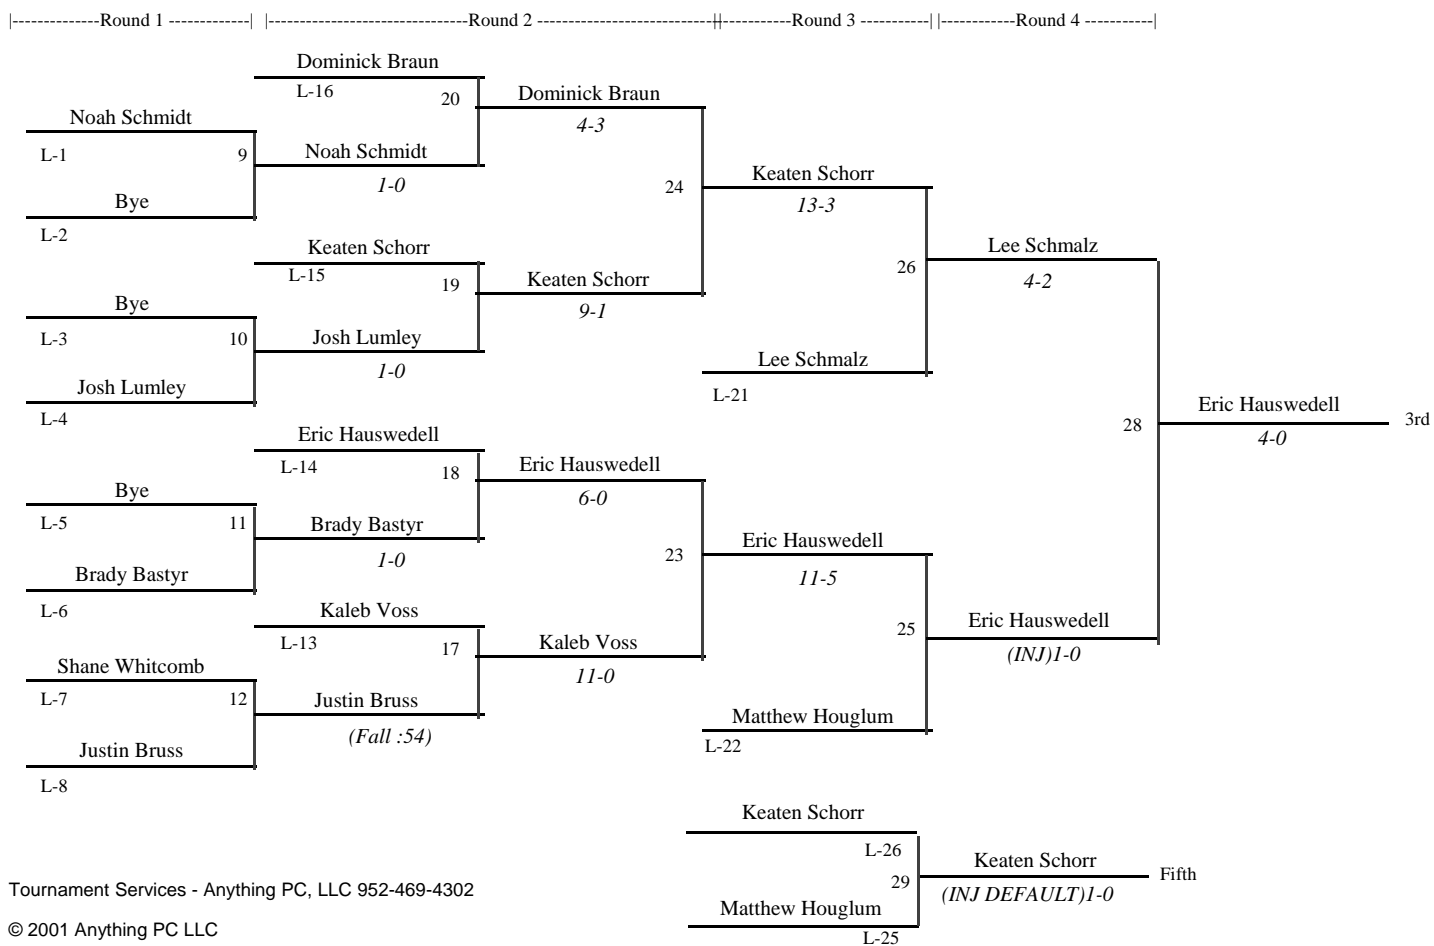 |--------------Round 1 -------------| |-------------------------------Round 2 ---------------------------||-----------Round 3 -----------| |------------Round 4 -----------|
Dominick Braun
L-16
20
Dominick Braun
4-3
Noah Schmidt
L-1
9
Noah Schmidt
1-0
Bye
L-2
24
Keaten Schorr
13-3
Keaten Schorr
L-15
19
Keaten Schorr
9-1
26
Lee Schmalz
4-2
Bye
L-3
10
Josh Lumley
1-0
Josh Lumley
L-4
Lee Schmalz
L-21
28
Eric Hauswedell
4-0
3rd
Eric Hauswedell
L-14
18
Eric Hauswedell
6-0
Bye
L-5
11
Brady Bastyr
1-0
Brady Bastyr
L-6
23
Eric Hauswedell
11-5
Kaleb Voss
L-13
17
Kaleb Voss
11-0
25
Eric Hauswedell
(INJ)1-0
Shane Whitcomb
L-7
12
Justin Bruss
(Fall :54)
Justin Bruss
L-8
Matthew Houglum
L-22
Keaten Schorr
L-26
29
Keaten Schorr
(INJ DEFAULT)1-0
Fifth
Matthew Houglum
L-25
Tournament Services - Anything PC, LLC 952-469-4302
© 2001 Anything PC LLC